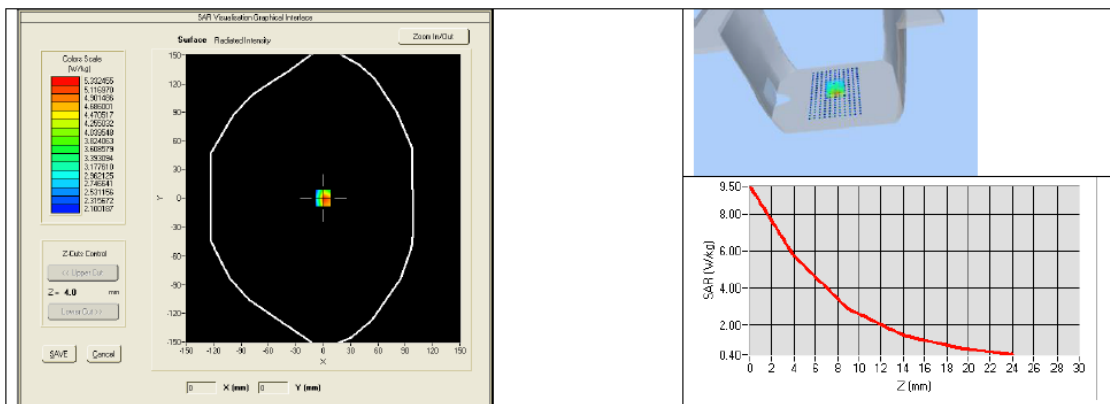 SAR Visualisation Graphical Interface
Surface Radiated Intensity
Zoom In/Out
Colors Scale
(W/kg)
5.332455
5.116970
4.901486
4.686001
4.470517
4.255032
4.039548
3.824063
3.608579
3.393094
3.177610
2.962125
2.746641
2.531156
2.315672
2.100187
150
120
90
60
30
Y
0
-30
-60
-90
-120
-150
-150 -120 -90 -60 -30 0 30 60 90 120 150
X
Z-Cuts Control
<< Upper Cut
Z = 4.0 mm
Lower Cut >>
SAVE Cancel
0 X (mm) 0 Y (mm)
SAR (W/kg)
9.50
8.00
6.00
4.00
2.00
0.40
0 2 4 6 8 10 12 14 16 18 20 22 24 26 28 30
Z (mm)